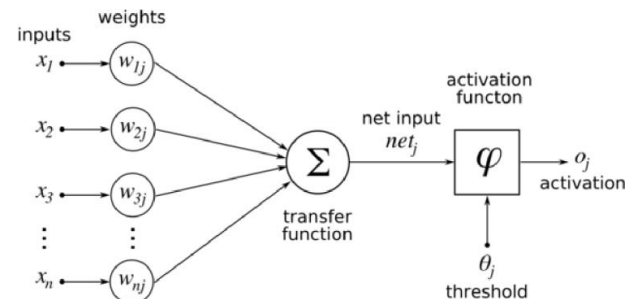 weights
inputs
x₁
w₁ⱼ
activation
functon
x₂
w₂ⱼ
net input
netⱼ
Σ
φ
oⱼ
activation
x₃
w₃ⱼ
transfer
function
⋮ ⋮
xₙ
wₙⱼ
θⱼ
threshold